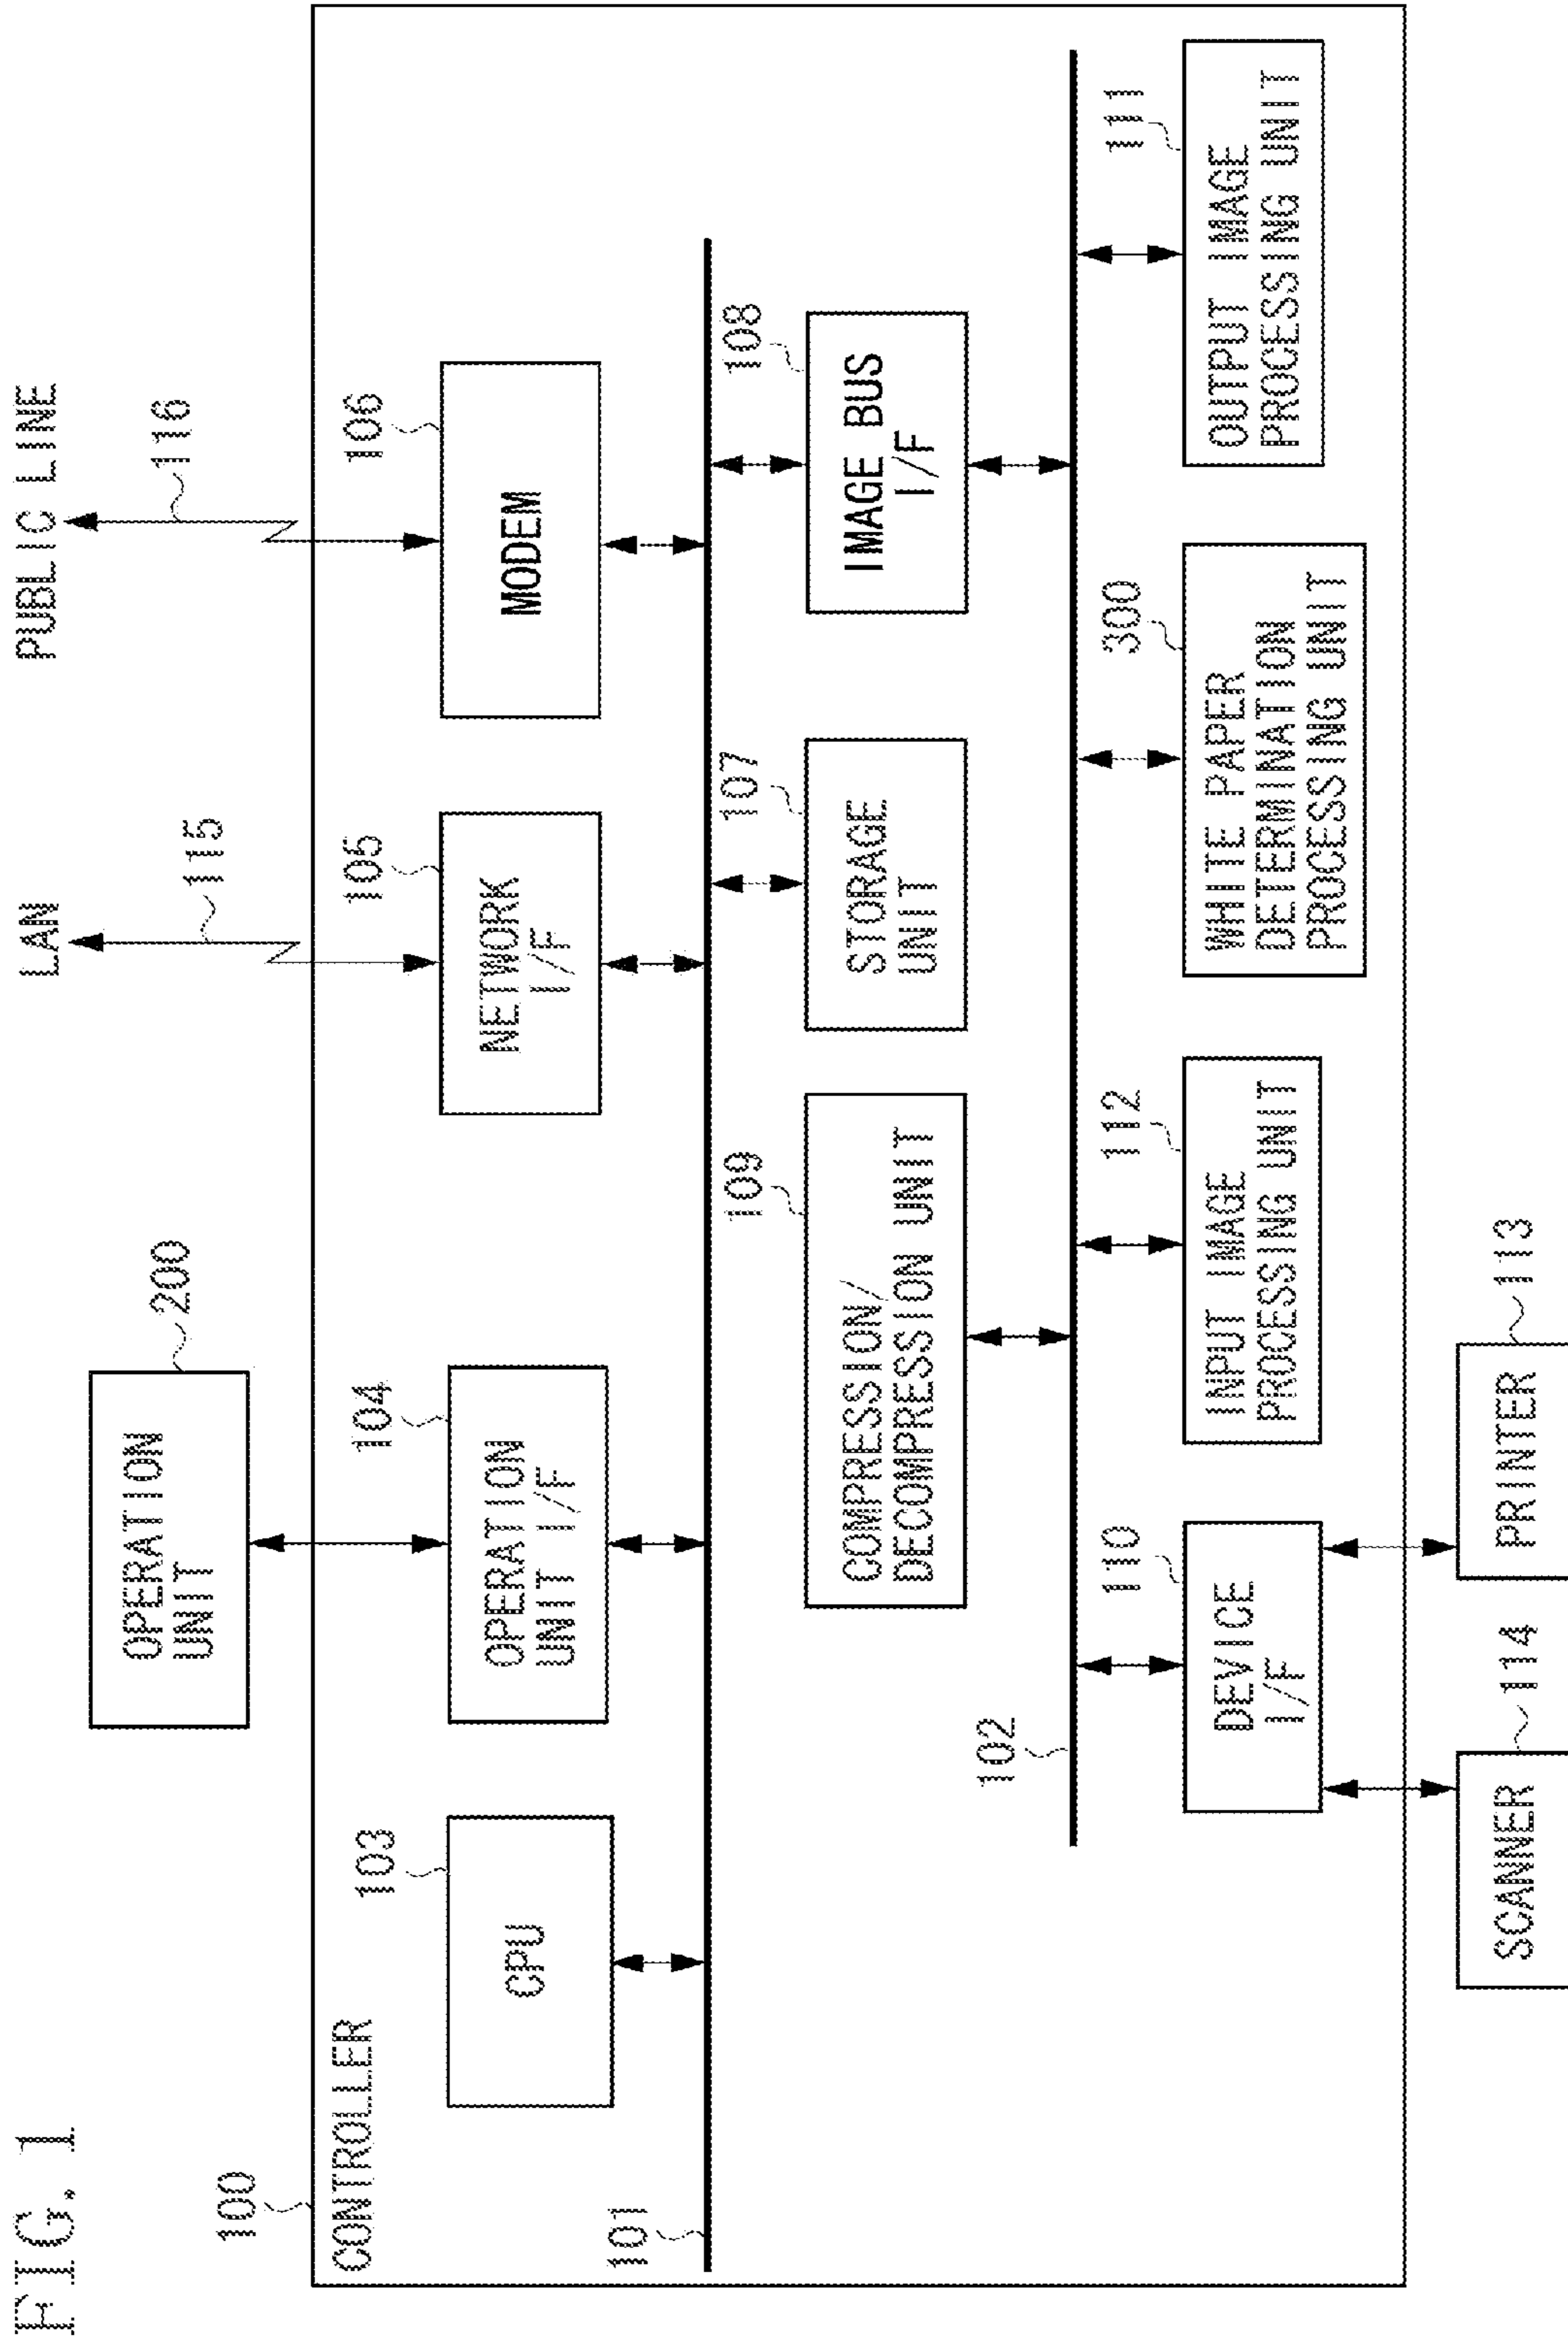 FIG. 1
LAN
PUBLIC LINE
115
116
OPERATION
UNIT
200
100
CONTROLLER
CPU
103
OPERATION
UNIT I/F
104
NETWORK
I/F
105
MODEM
106
101
COMPRESSION/
DECOMPRESSION UNIT
109
STORAGE
UNIT
107
IMAGE BUS
I/F
108
102
DEVICE
I/F
110
INPUT IMAGE
PROCESSING UNIT
112
WHITE PAPER
DETERMINATION
PROCESSING UNIT
300
OUTPUT IMAGE
PROCESSING UNIT
111
SCANNER
114
PRINTER
113